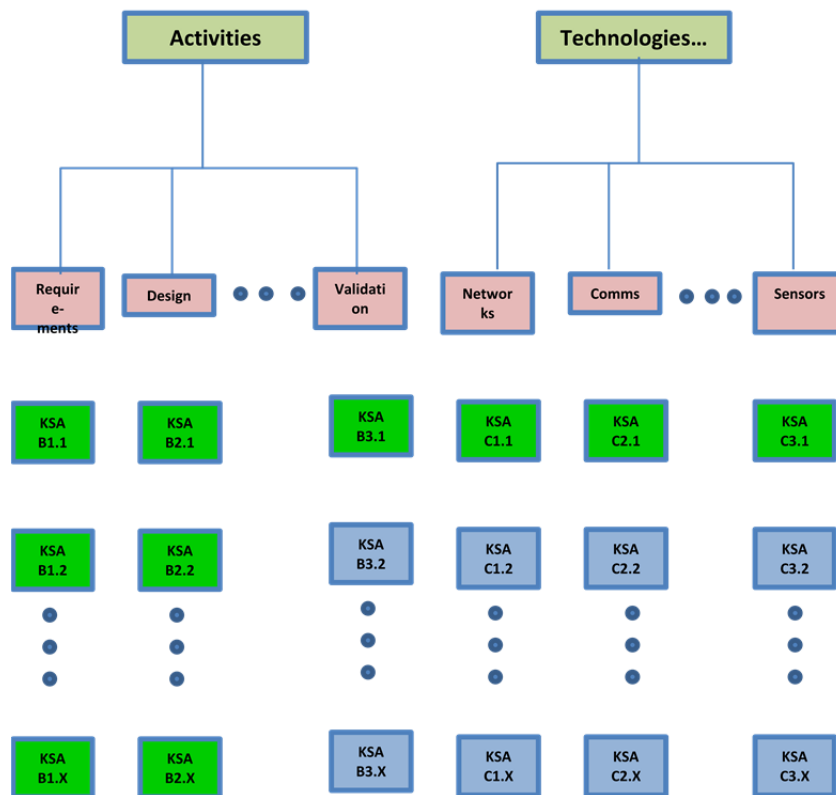 Activities
Technologies...
Requir
e-
ments
Design
Validati
on
Networ
ks
Comms
Sensors
KSA
B1.1
KSA
B2.1
KSA
B3.1
KSA
C1.1
KSA
C2.1
KSA
C3.1
KSA
B1.2
KSA
B2.2
KSA
B3.2
KSA
C1.2
KSA
C2.2
KSA
C3.2
KSA
B1.X
KSA
B2.X
KSA
B3.X
KSA
C1.X
KSA
C2.X
KSA
C3.X